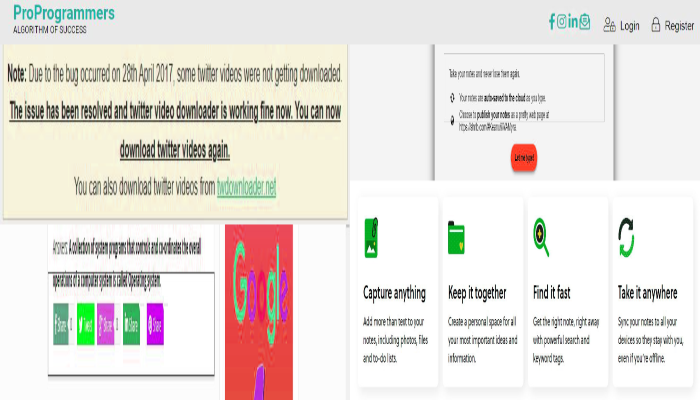 ProProgrammers
ALGORITHM OF SUCCESS
Login
Register
Note: Due to the bug occurred on 28th April 2017, some twitter videos were not getting downloaded.
The issue has been resolved and twitter video downloader is working fine now. You can now
download twitter videos again.
You can also download twitter videos from twdownloader.net
Take your notes and never lose them again.
Your notes are auto-saved to the cloud as you type.
Choose to publish your notes as a pretty web page at
Answers: A collection of system programs that controls and co-ordinates the overall
operations of a computer system is called Operating system.
Share
Tweet
Share
Share
Share
Google
Capture anything
Add more than text to your
notes, including photos, files
and to-do lists.
Keep it together
Create a personal space for all
your most important ideas and
information.
Find it fast
Get the right note, right away
with powerful search and
keyword tags.
Take it anywhere
Sync your notes to all your
devices so they stay with you,
even if you're offline.